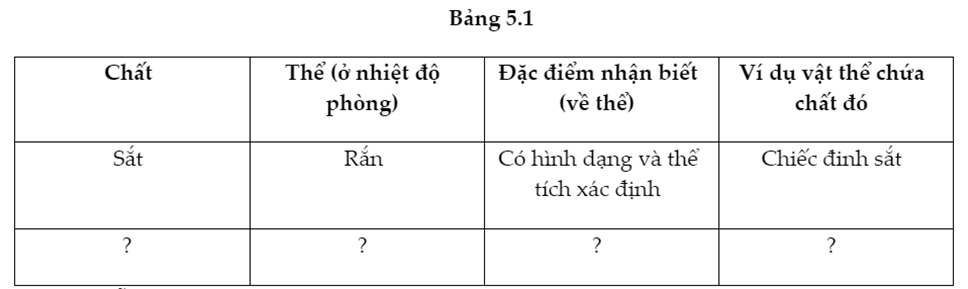 Bảng 5.1
Chất
Thể (ở nhiệt độ phòng)
Đặc điểm nhận biết (về thể)
Ví dụ vật thể chứa chất đó
Sắt
Rắn
Có hình dạng và thể tích xác định
Chiếc đinh sắt
?
?
?
?